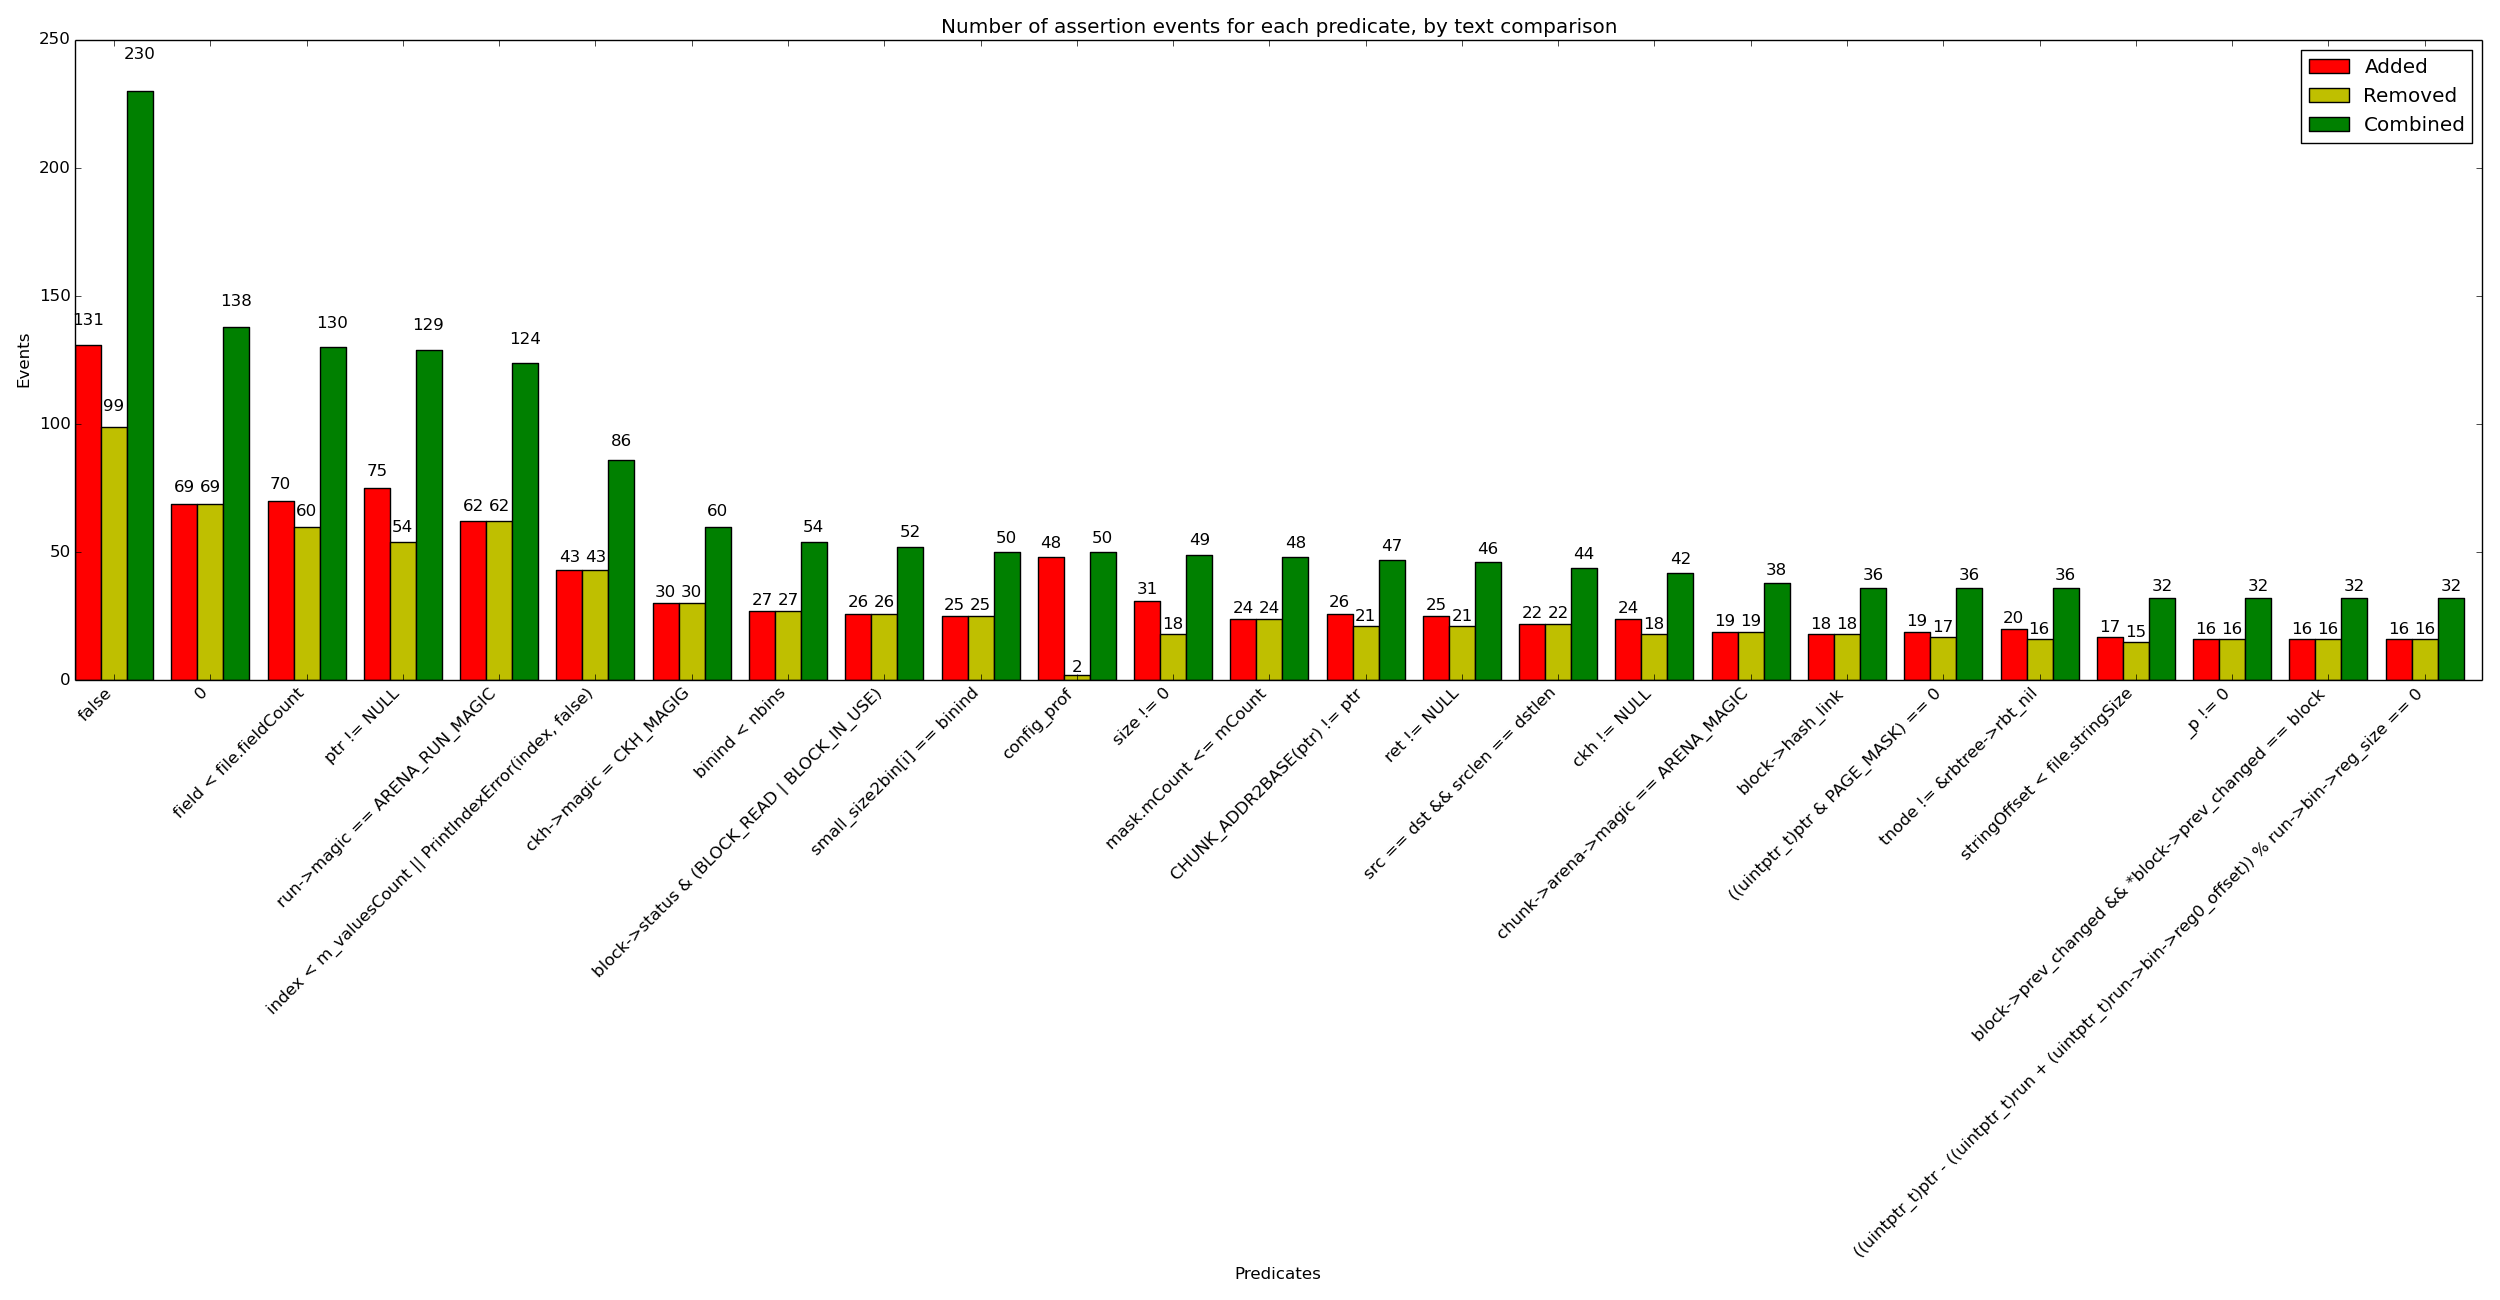 Number of assertion events for each predicate, by text comparison
Added
Removed
Combined
Events
250
200
150
100
50
0
131 99 230
69 69 138
70 60 130
75 54 129
62 62 124
43 43 86
30 30 60
27 27 54
26 26 52
25 25 50
48 2 50
31 18 49
24 24 48
26 21 47
25 21 46
22 22 44
24 18 42
19 19 38
18 18 36
19 17 36
20 16 36
17 15 32
16 16 32
16 16 32
16 16 32
false
0
field < file.fieldCount
ptr != NULL
run->magic == ARENA_RUN_MAGIC
index < m_valuesCount || PrintIndexError(index, false)
ckh->magic = CKH_MAGIG
binind < nbins
block->status & (BLOCK_READ | BLOCK_IN_USE)
small_size2bin[i] == binind
config_prof
size != 0
mask.mCount <= mCount
CHUNK_ADDR2BASE(ptr) != ptr
ret != NULL
src == dst && srclen == dstlen
ckh != NULL
chunk->arena->magic == ARENA_MAGIC
block->hash_link
((uintptr_t)ptr & PAGE_MASK) == 0
tnode != &rbtree->rbt_nil
stringOffset < file.stringSize
_p != 0
block->prev_changed && *block->prev_changed == block
((uintptr_t)ptr - ((uintptr_t)run + (uintptr_t)run->bin->reg0_offset)) % run->bin->reg_size == 0
Predicates